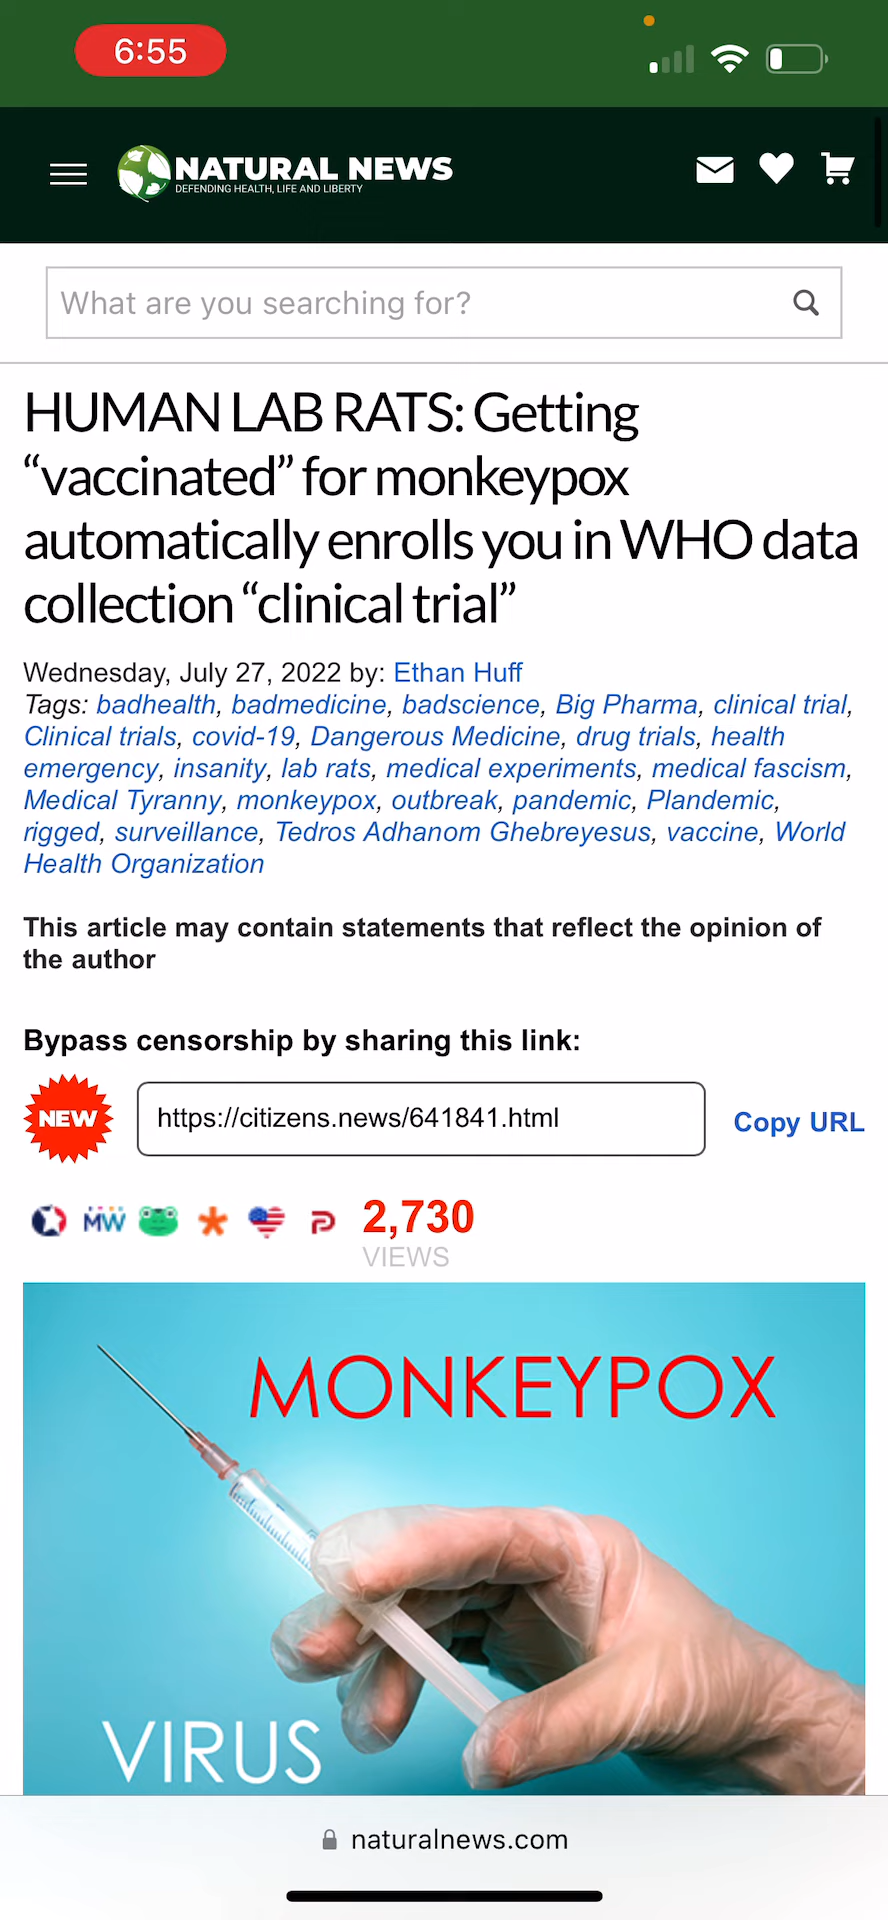 6:55
NATURAL NEWS
DEFENDING HEALTH, LIFE AND LIBERTY
What are you searching for?
HUMAN LAB RATS: Getting
“vaccinated” for monkeypox
automatically enrolls you in WHO data
collection “clinical trial”
Wednesday, July 27, 2022 by: Ethan Huff
Tags: badhealth, badmedicine, badscience, Big Pharma, clinical trial,
Clinical trials, covid-19, Dangerous Medicine, drug trials, health
emergency, insanity, lab rats, medical experiments, medical fascism,
Medical Tyranny, monkeypox, outbreak, pandemic, Plandemic,
rigged, surveillance, Tedros Adhanom Ghebreyesus, vaccine, World
Health Organization
This article may contain statements that reflect the opinion of
the author
Bypass censorship by sharing this link:
NEW https://citizens.news/641841.html Copy URL
MW 2,730
VIEWS
MONKEYPOX
VIRUS
naturalnews.com